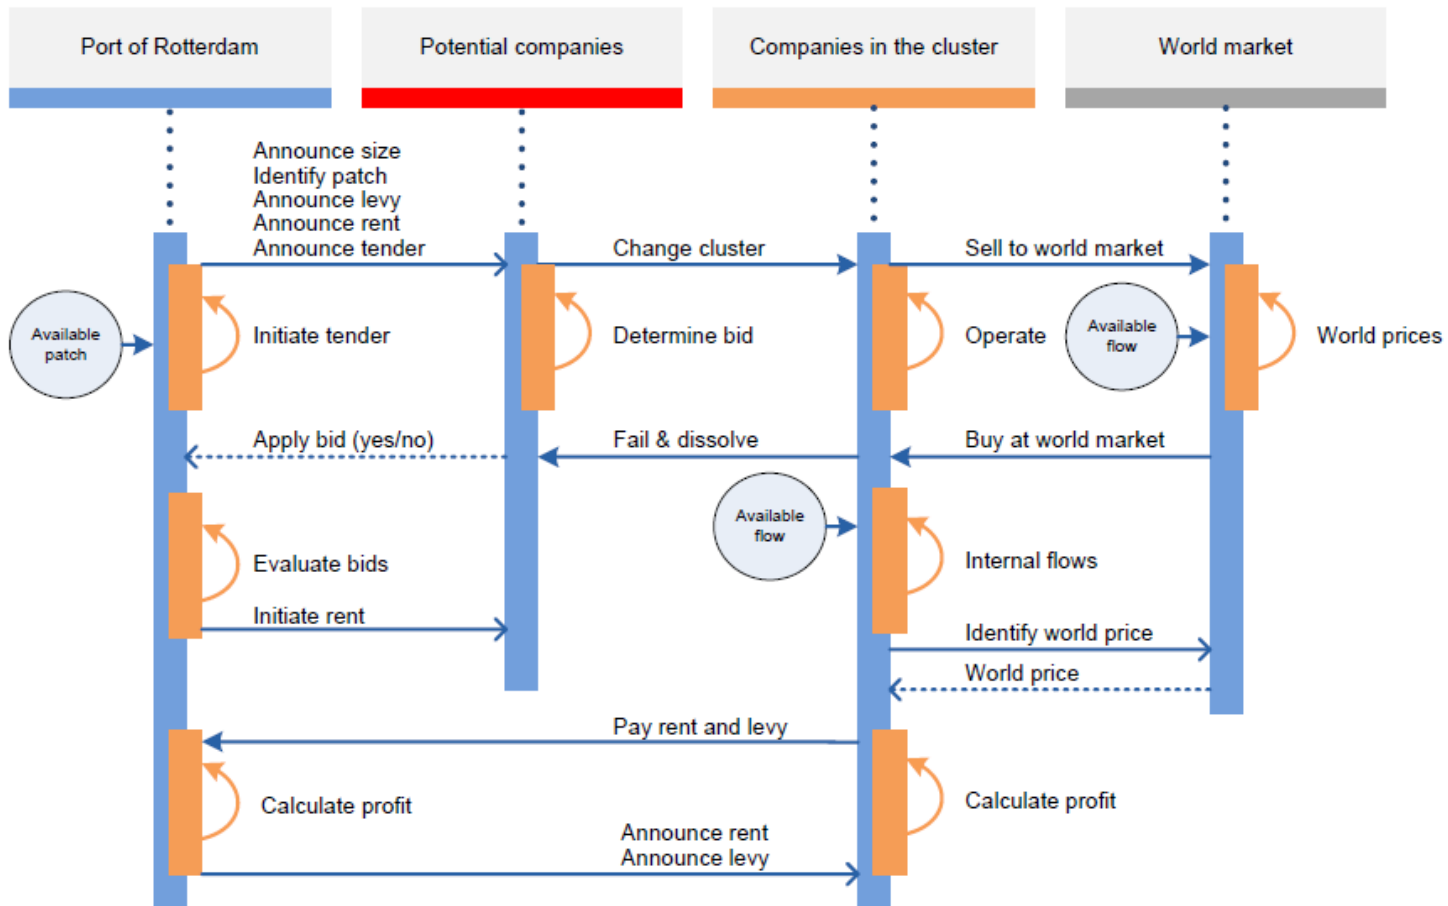 Port of Rotterdam
Potential companies
Companies in the cluster
World market
Announce size
Identify patch
Announce levy
Announce rent
Announce tender
Change cluster
Sell to world market
Available
patch
Initiate tender
Determine bid
Operate
Available
flow
World prices
Apply bid (yes/no)
Fail & dissolve
Buy at world market
Available
flow
Evaluate bids
Internal flows
Initiate rent
Identify world price
World price
Pay rent and levy
Calculate profit
Calculate profit
Announce rent
Announce levy